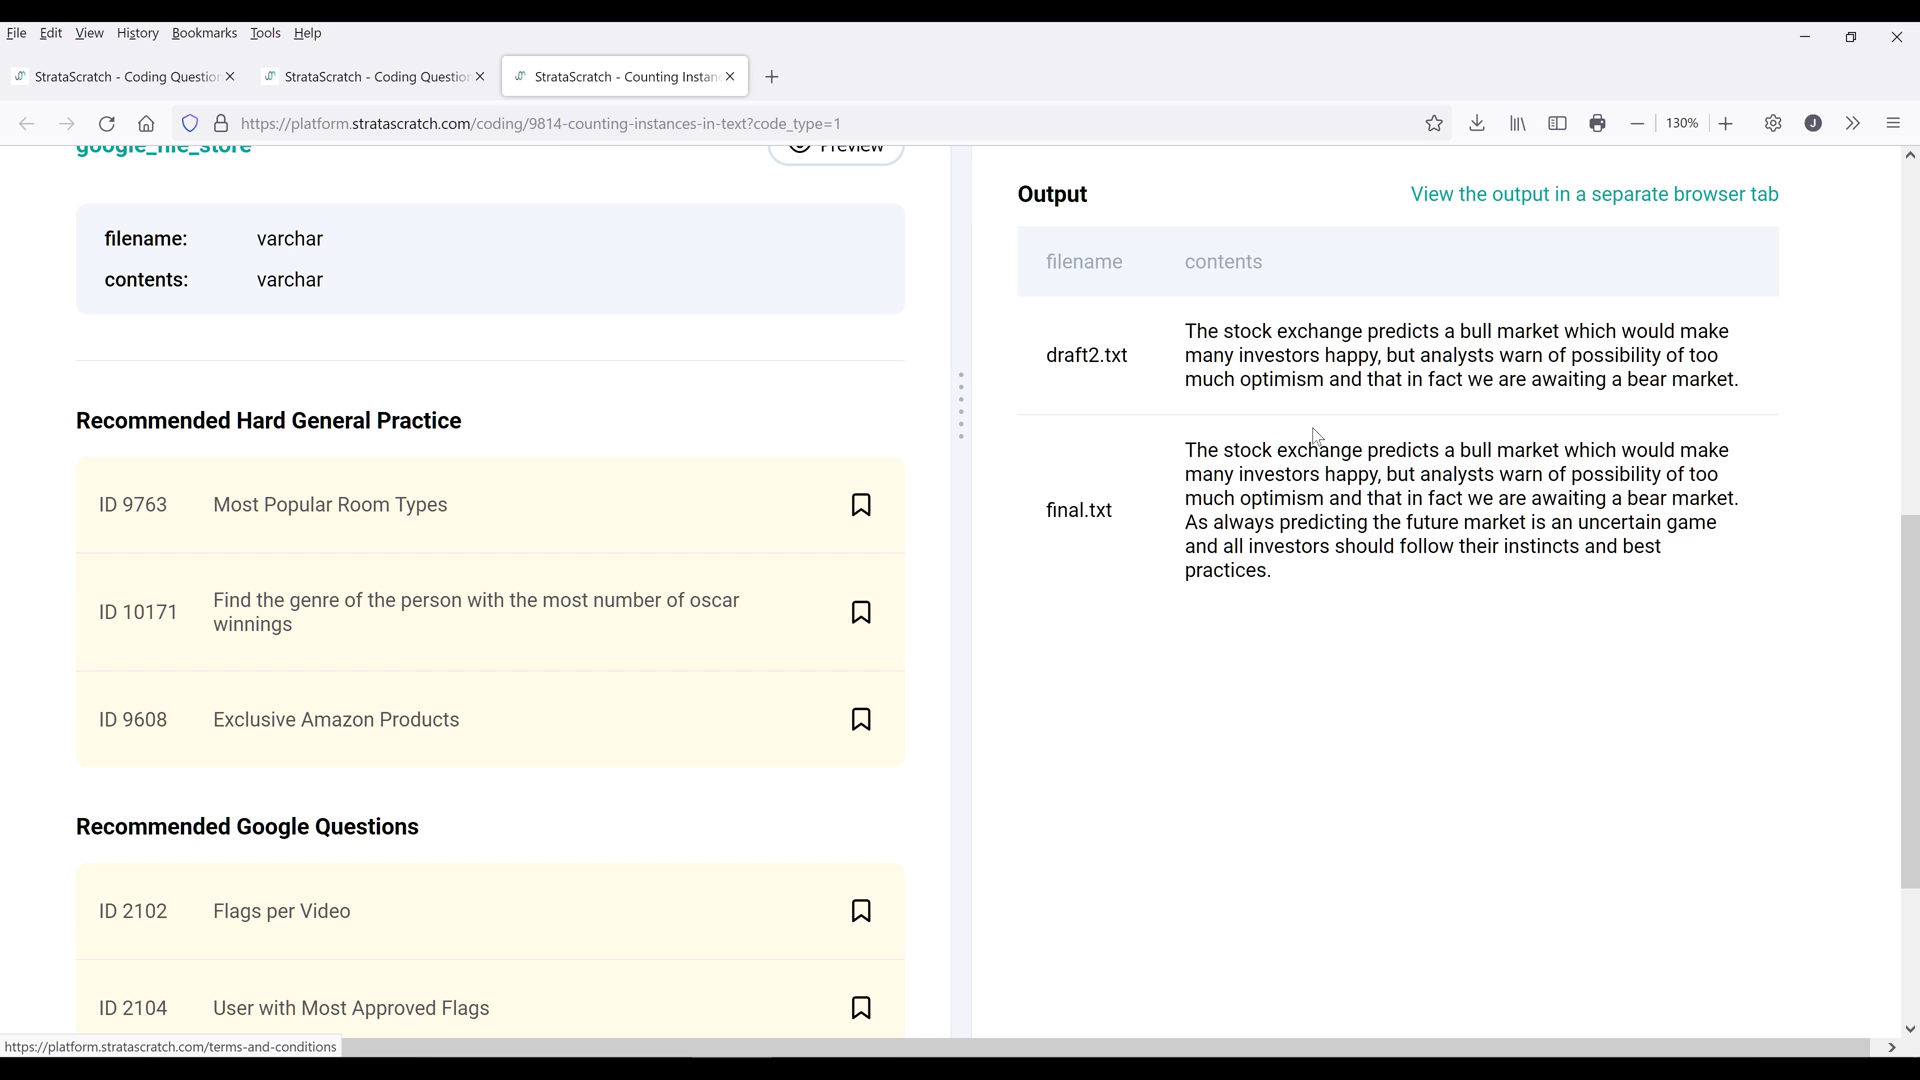 File Edit View History Bookmarks Tools Help
StrataScratch - Coding Question
StrataScratch - Coding Question
StrataScratch - Counting Instan
https://platform.stratascratch.com/coding/9814-counting-instances-in-text?code_type=1
130%
J
google_file_store
Preview
filename: varchar
contents: varchar
Recommended Hard General Practice
ID 9763 Most Popular Room Types
ID 10171 Find the genre of the person with the most number of oscar
winnings
ID 9608 Exclusive Amazon Products
Recommended Google Questions
ID 2102 Flags per Video
ID 2104 User with Most Approved Flags
https://platform.stratascratch.com/terms-and-conditions
Output
View the output in a separate browser tab
filename contents
draft2.txt
The stock exchange predicts a bull market which would make
many investors happy, but analysts warn of possibility of too
much optimism and that in fact we are awaiting a bear market.
final.txt
The stock exchange predicts a bull market which would make
many investors happy, but analysts warn of possibility of too
much optimism and that in fact we are awaiting a bear market.
As always predicting the future market is an uncertain game
and all investors should follow their instincts and best
practices.